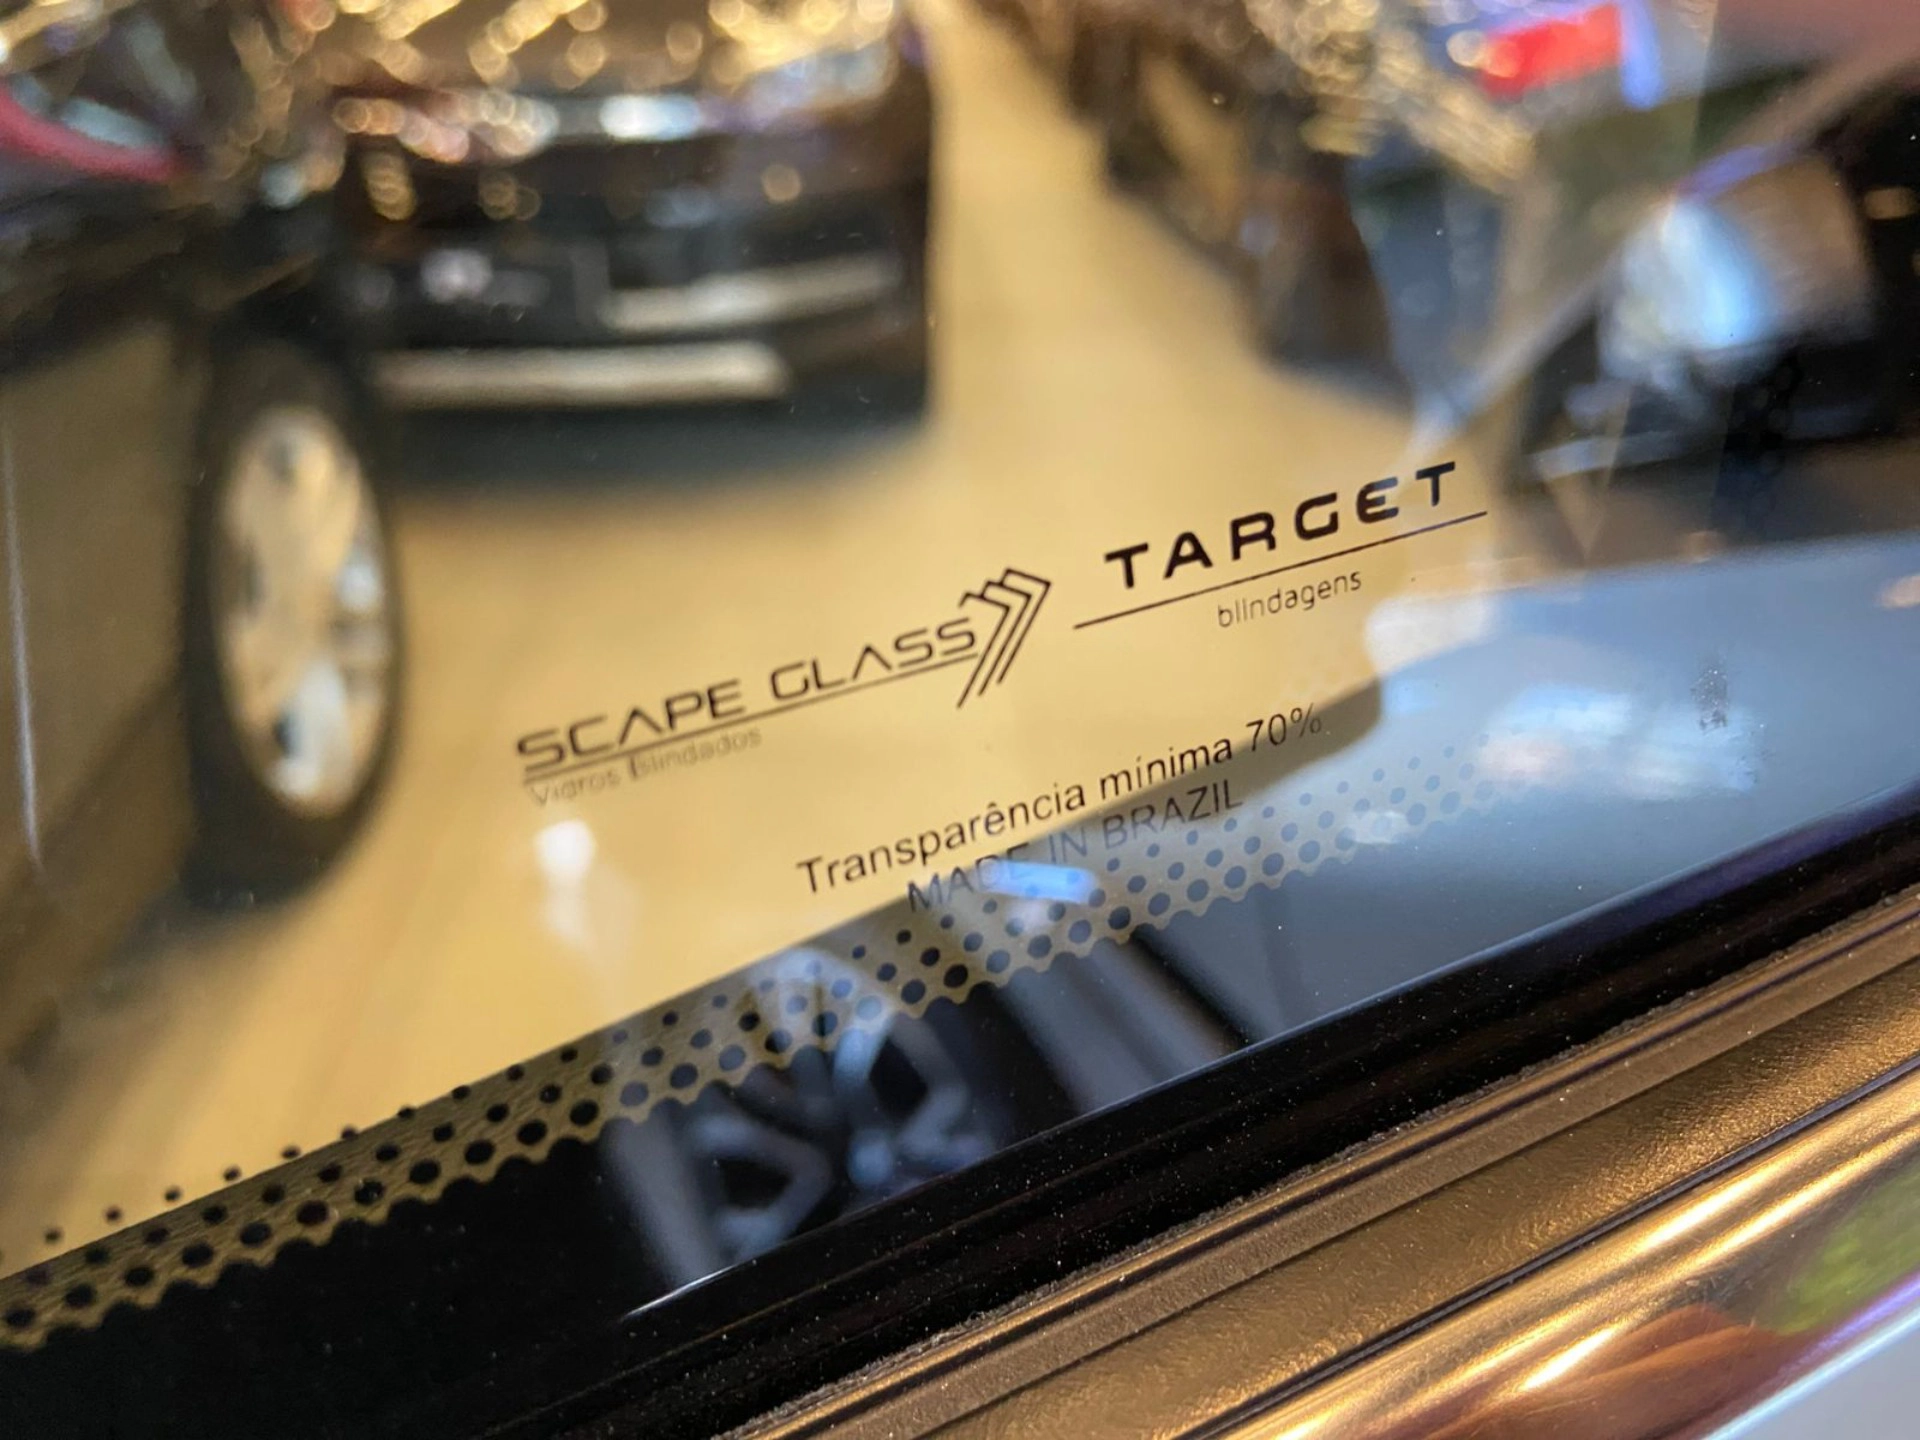 SCAPE GLASS
Vidros Blindados
TARGET
blindagens
Transparência mínima 70%
MADE IN BRAZIL